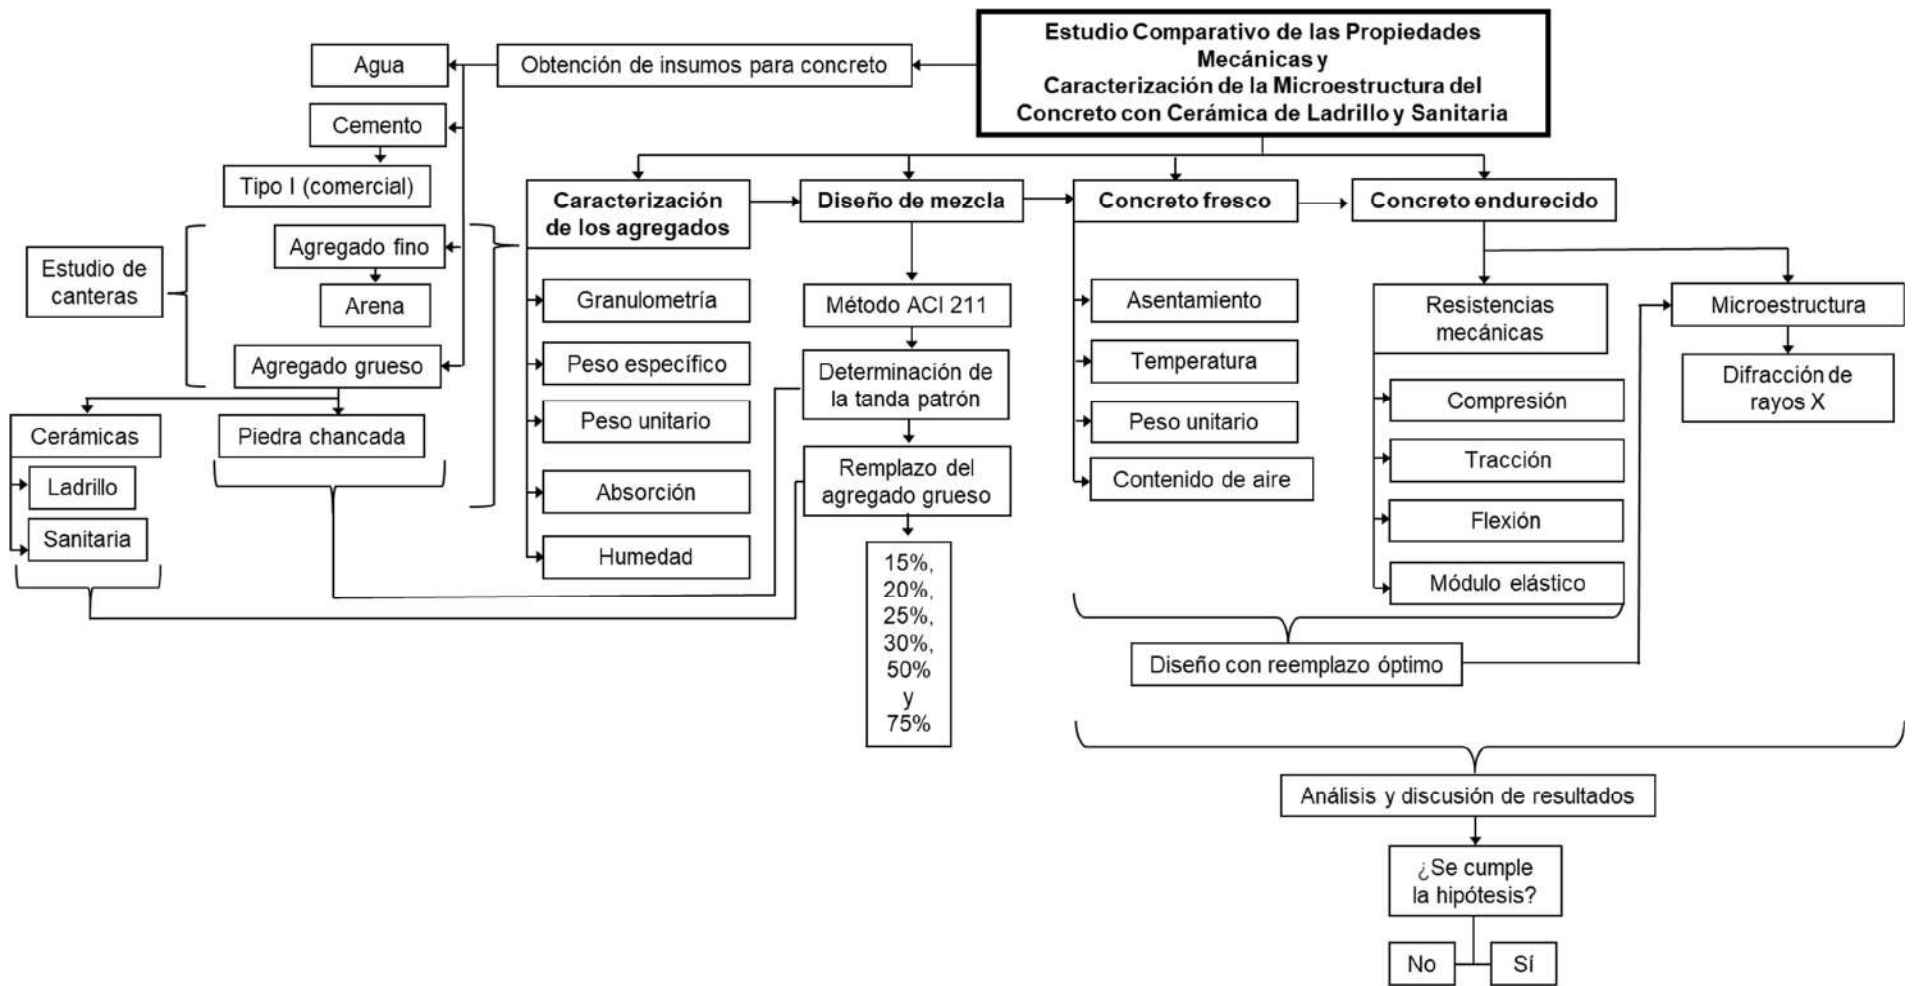 Estudio Comparativo de las Propiedades
Mecánicas y
Caracterización de la Microestructura del
Concreto con Cerámica de Ladrillo y Sanitaria
Obtención de insumos para concreto
Agua
Cemento
Tipo I (comercial)
Agregado fino
Arena
Estudio de
canteras
Agregado grueso
Cerámicas
Ladrillo
Sanitaria
Piedra chancada
Caracterización
de los agregados
Granulometría
Peso específico
Peso unitario
Absorción
Humedad
Diseño de mezcla
Método ACI 211
Determinación de
la tanda patrón
Remplazo del
agregado grueso
15%,
20%,
25%,
30%,
50%
y
75%
Concreto fresco
Asentamiento
Temperatura
Peso unitario
Contenido de aire
Concreto endurecido
Resistencias
mecánicas
Compresión
Tracción
Flexión
Módulo elástico
Microestructura
Difracción de
rayos X
Diseño con reemplazo óptimo
Análisis y discusión de resultados
¿Se cumple
la hipótesis?
No
Sí